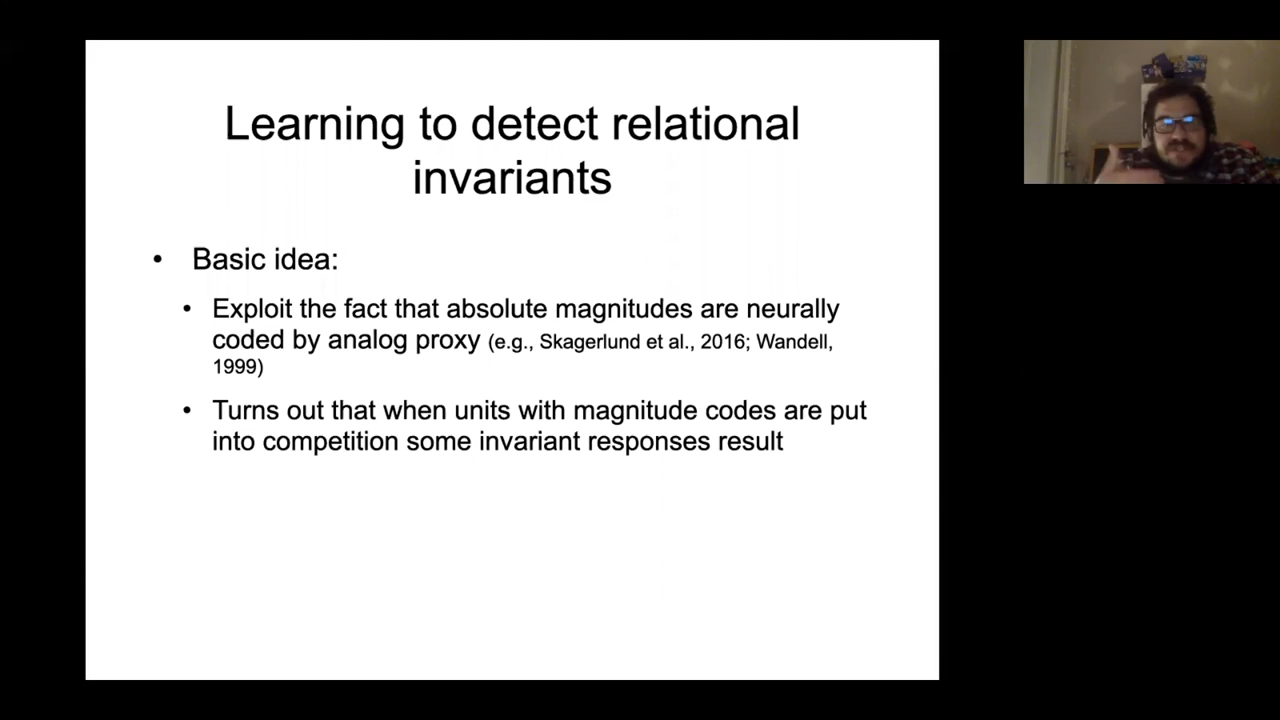 Learning to detect relational
invariants
• Basic idea:
• Exploit the fact that absolute magnitudes are neurally
coded by analog proxy (e.g., Skagerlund et al., 2016; Wandell,
1999)
• Turns out that when units with magnitude codes are put
into competition some invariant responses result